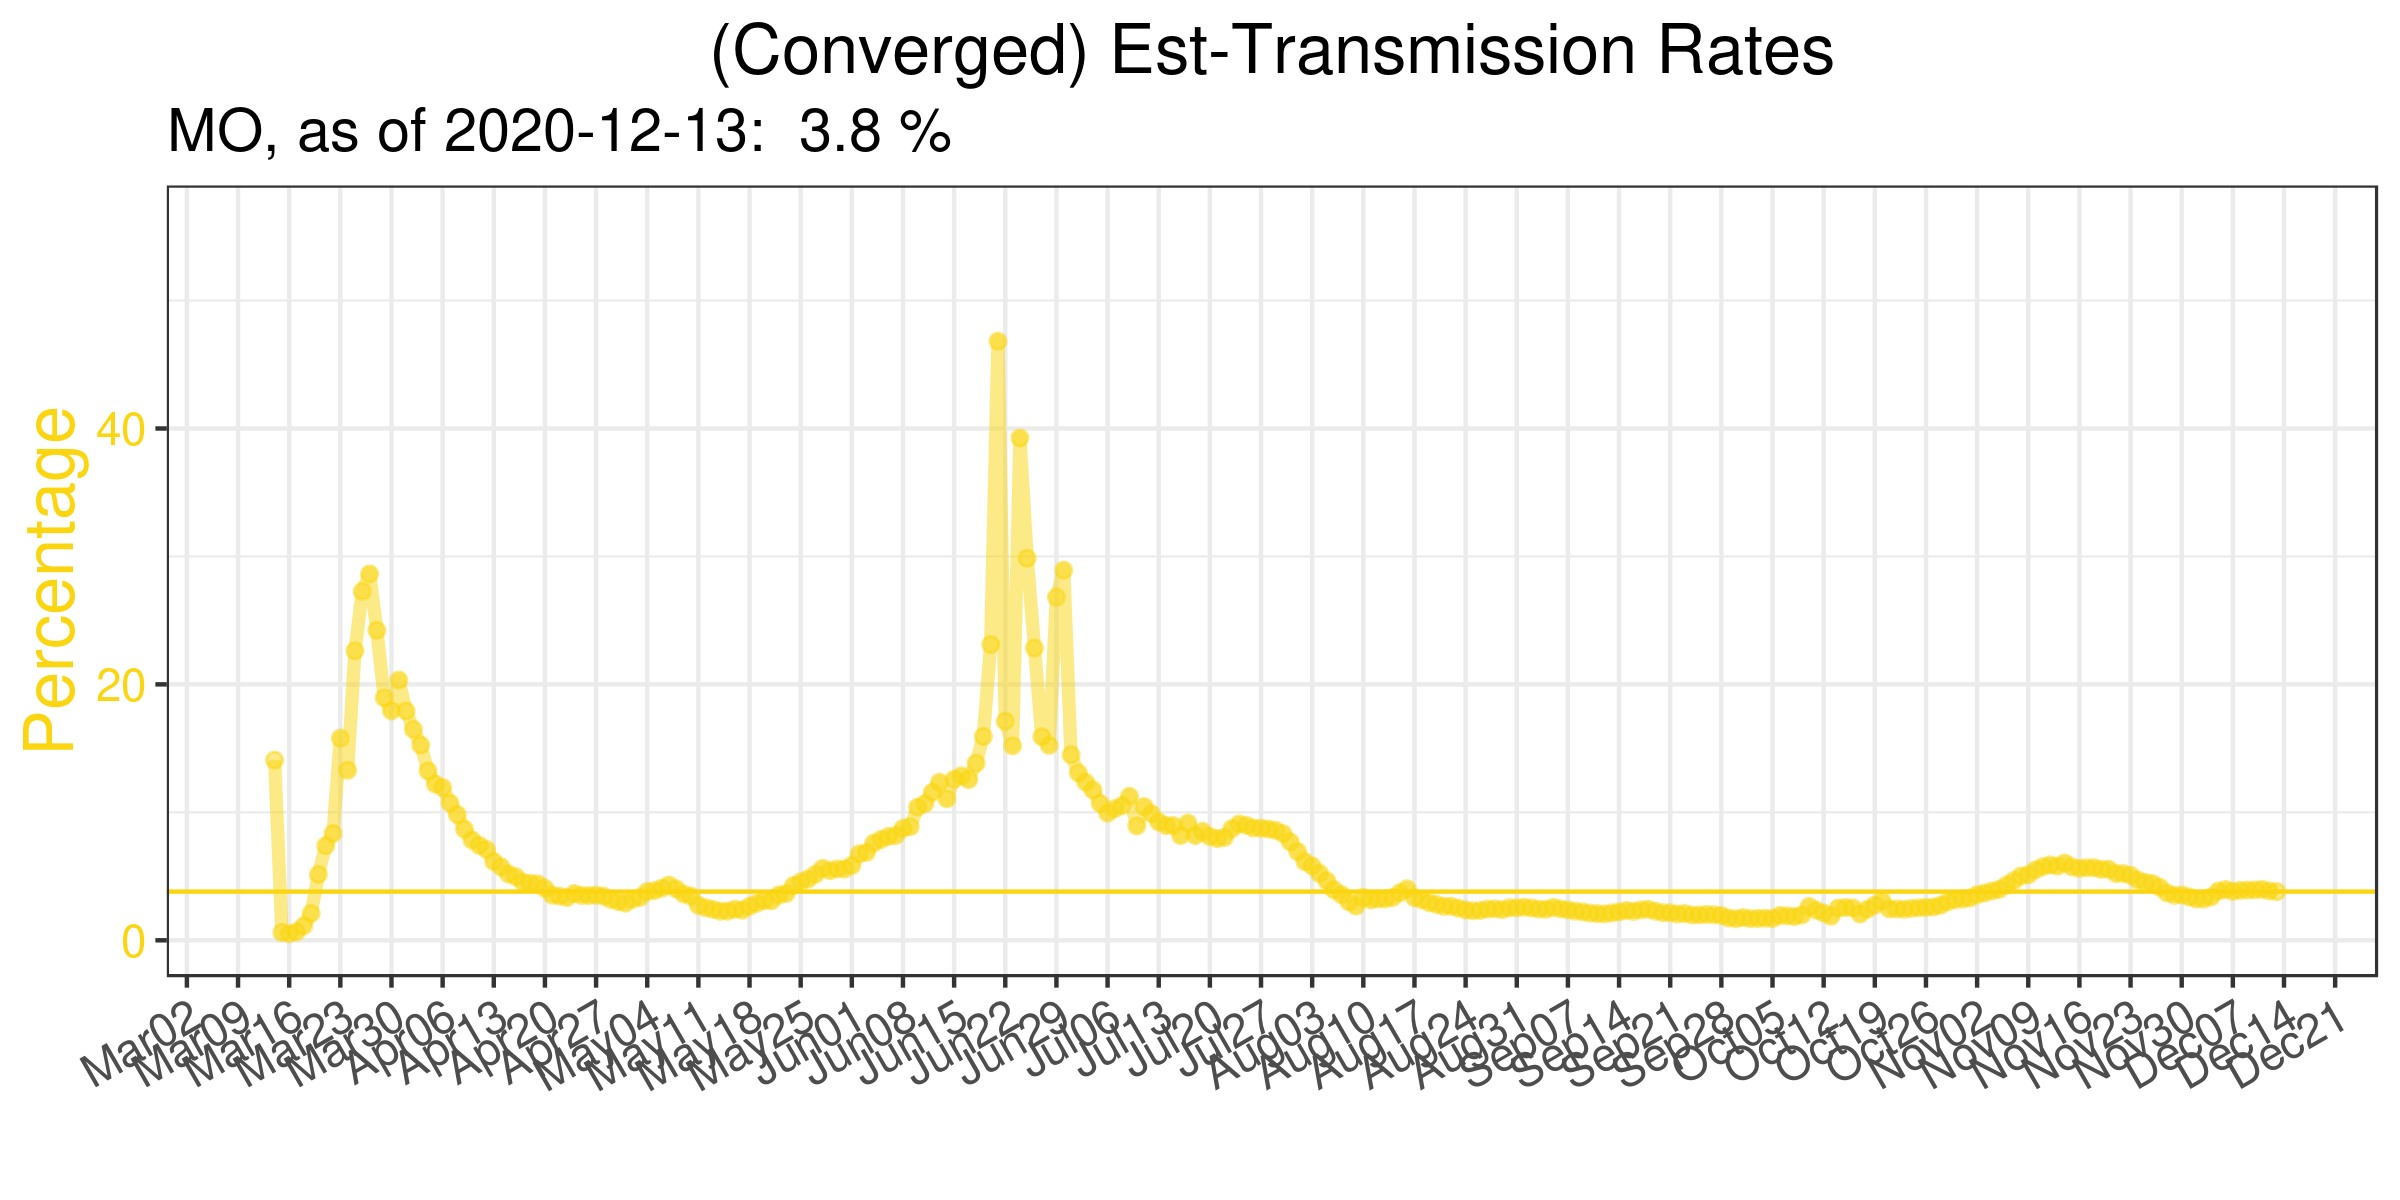 (Converged) Est-Transmission Rates
MO, as of 2020-12-13:  3.8 %
Percentage
40
20
0
Mar02
Mar09
Mar16
Mar23
Mar30
Apr06
Apr13
Apr20
Apr27
May04
May11
May18
May25
Jun01
Jun08
Jun15
Jun22
Jun29
Jul06
Jul13
Jul20
Jul27
Aug03
Aug10
Aug17
Aug24
Aug31
Sep07
Sep14
Sep21
Sep28
Oct05
Oct12
Oct19
Oct26
Nov02
Nov09
Nov16
Nov23
Nov30
Dec07
Dec14
Dec21